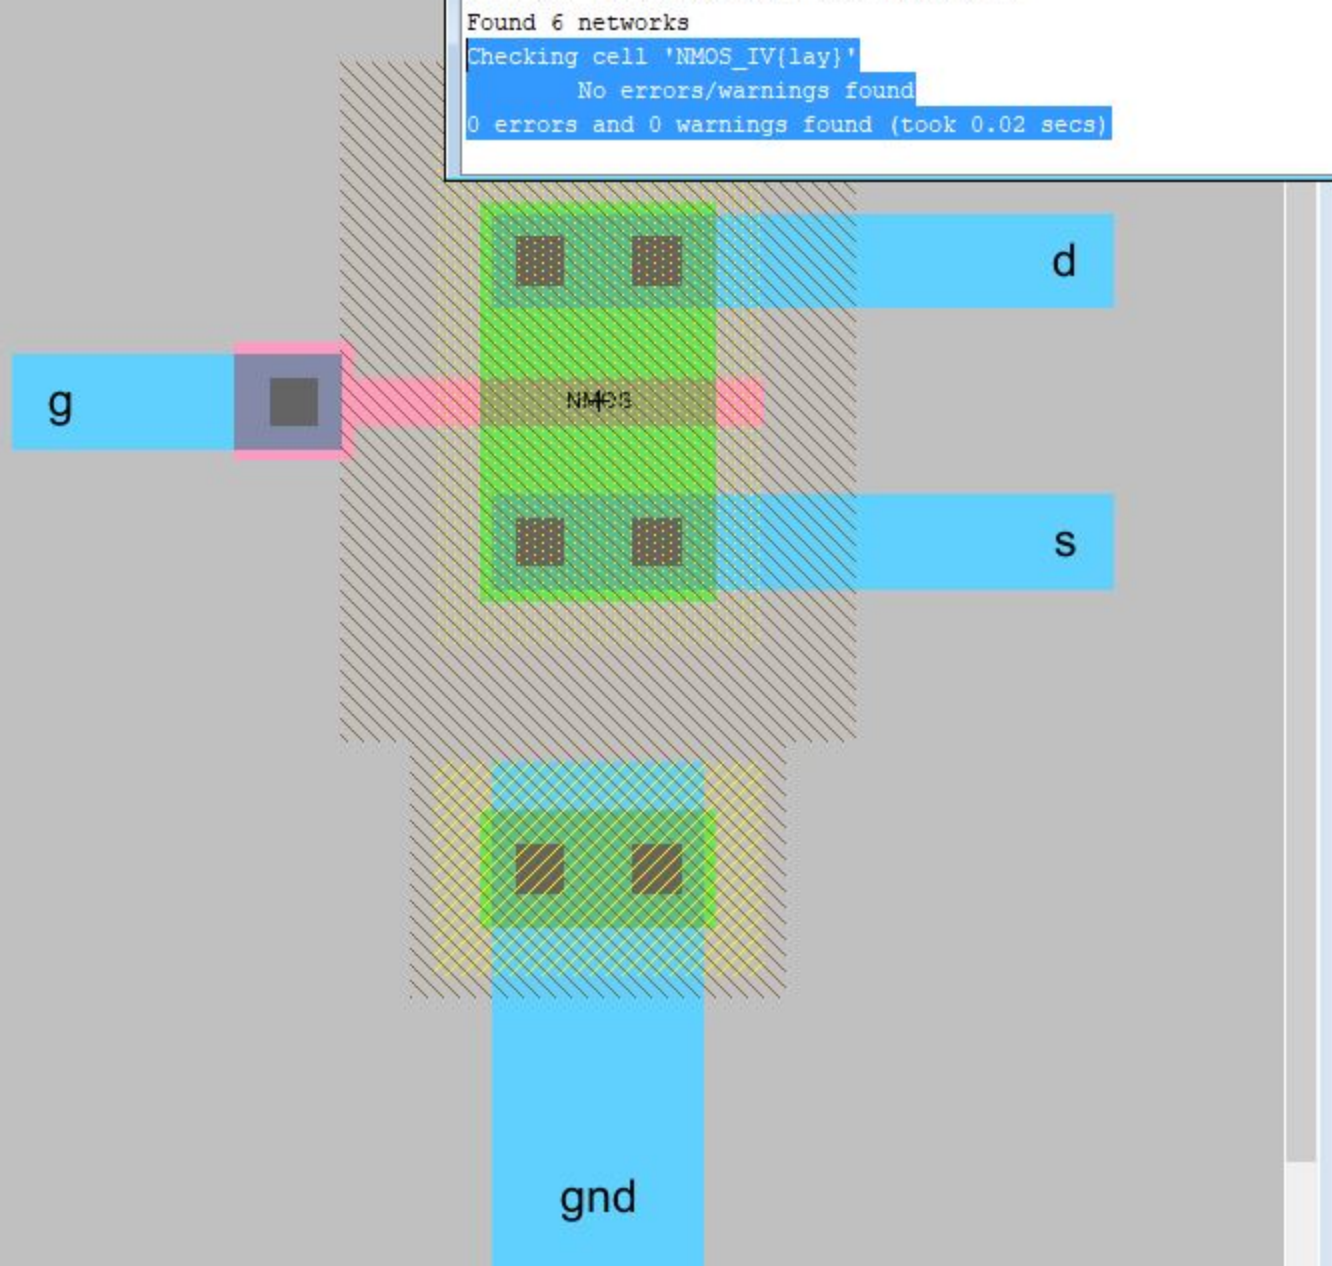 Found 6 networks
Checking cell 'NMOS_IV{lay}'
No errors/warnings found
0 errors and 0 warnings found (took 0.02 secs)
d
g
NMOS
s
gnd